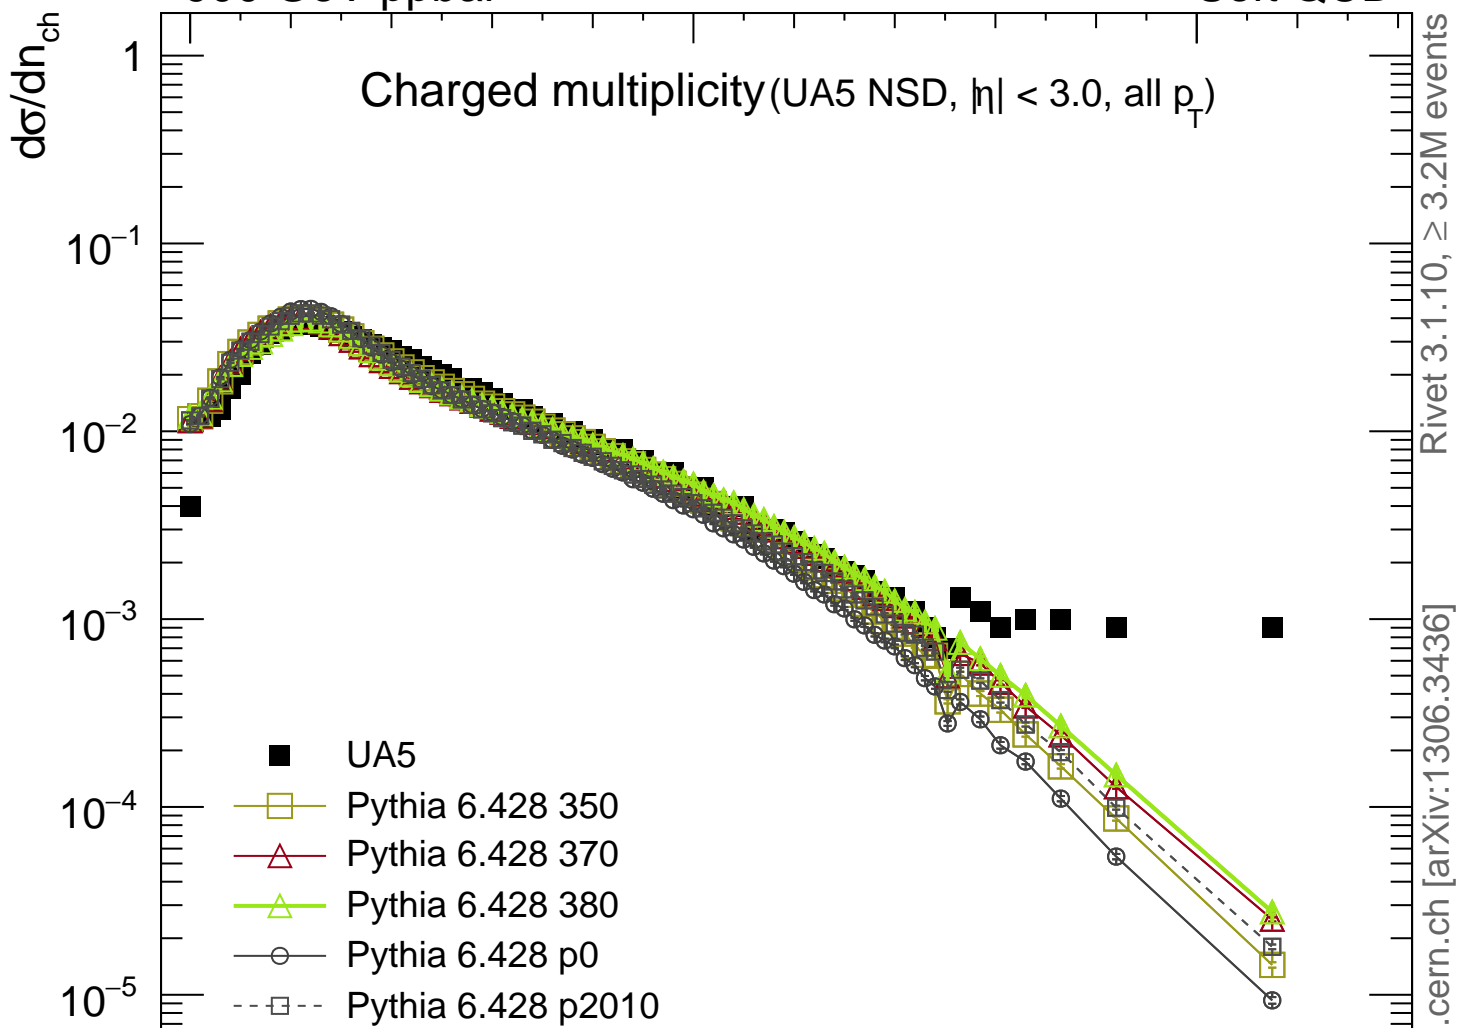 dσ/dn_ch
Charged multiplicity (UA5 NSD, |η| < 3.0, all p_T)
1
10^−1
10^−2
10^−3
10^−4
10^−5
UA5
Pythia 6.428 350
Pythia 6.428 370
Pythia 6.428 380
Pythia 6.428 p0
Pythia 6.428 p2010
Rivet 3.1.10, ≥ 3.2M events
.cern.ch [arXiv:1306.3436]